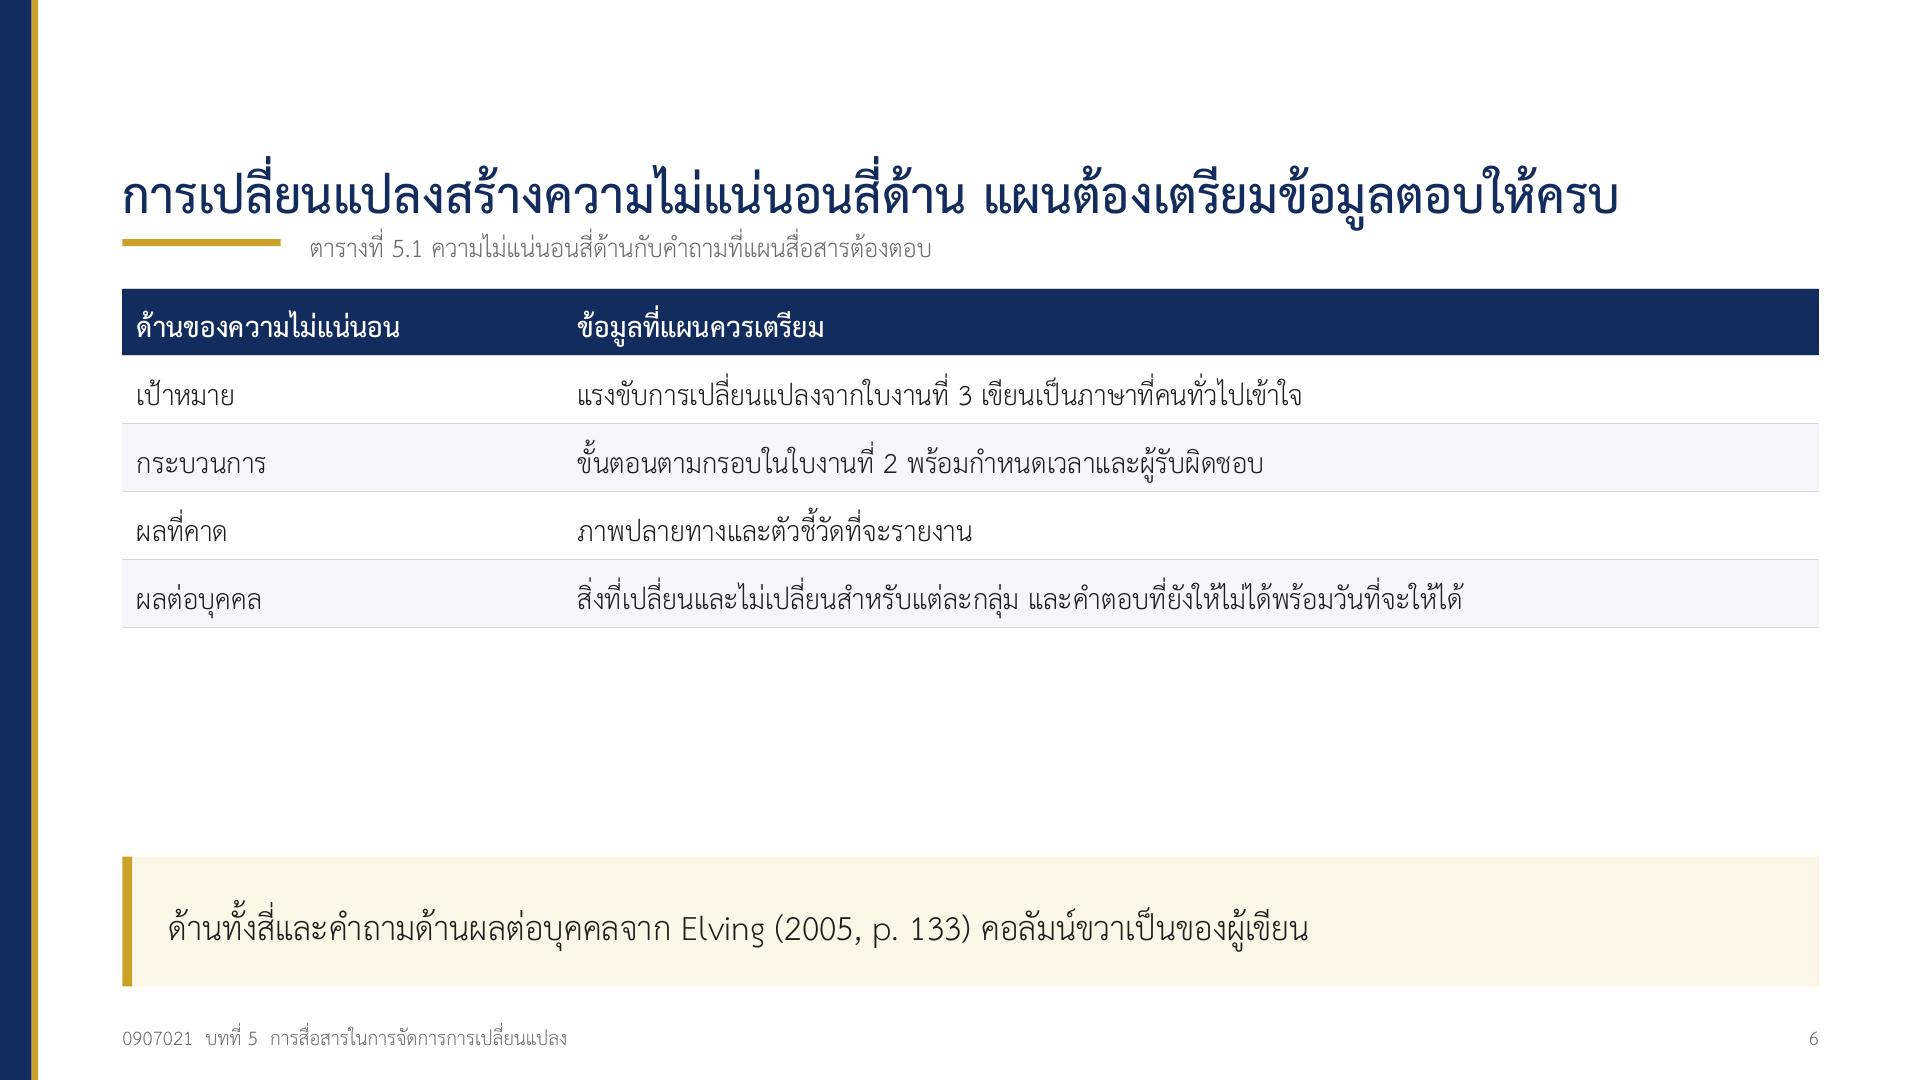 การเปลี่ยนแปลงสร้างความไม่แน่นอนสี่ด้าน แผนต้องเตรียมข้อมูลตอบให้ครบ
ตารางที่ 5.1 ความไม่แน่นอนสี่ด้านกับคำถามที่แผนสื่อสารต้องตอบ
ด้านของความไม่แน่นอน ข้อมูลที่แผนควรเตรียม
เป้าหมาย แรงขับการเปลี่ยนแปลงจากใบงานที่ 3 เขียนเป็นภาษาที่คนทั่วไปเข้าใจ
กระบวนการ ขั้นตอนตามกรอบในใบงานที่ 2 พร้อมกำหนดเวลาและผู้รับผิดชอบ
ผลที่คาด ภาพปลายทางและตัวชี้วัดที่จะรายงาน
ผลต่อบุคคล สิ่งที่เปลี่ยนและไม่เปลี่ยนสำหรับแต่ละกลุ่ม และคำตอบที่ยังให้ไม่ได้พร้อมวันที่จะให้ได้
ด้านทั้งสี่และคำถามด้านผลต่อบุคคลจาก Elving (2005, p. 133) คอลัมน์ขวาเป็นของผู้เขียน
0907021 บทที่ 5 การสื่อสารในการจัดการการเปลี่ยนแปลง 6